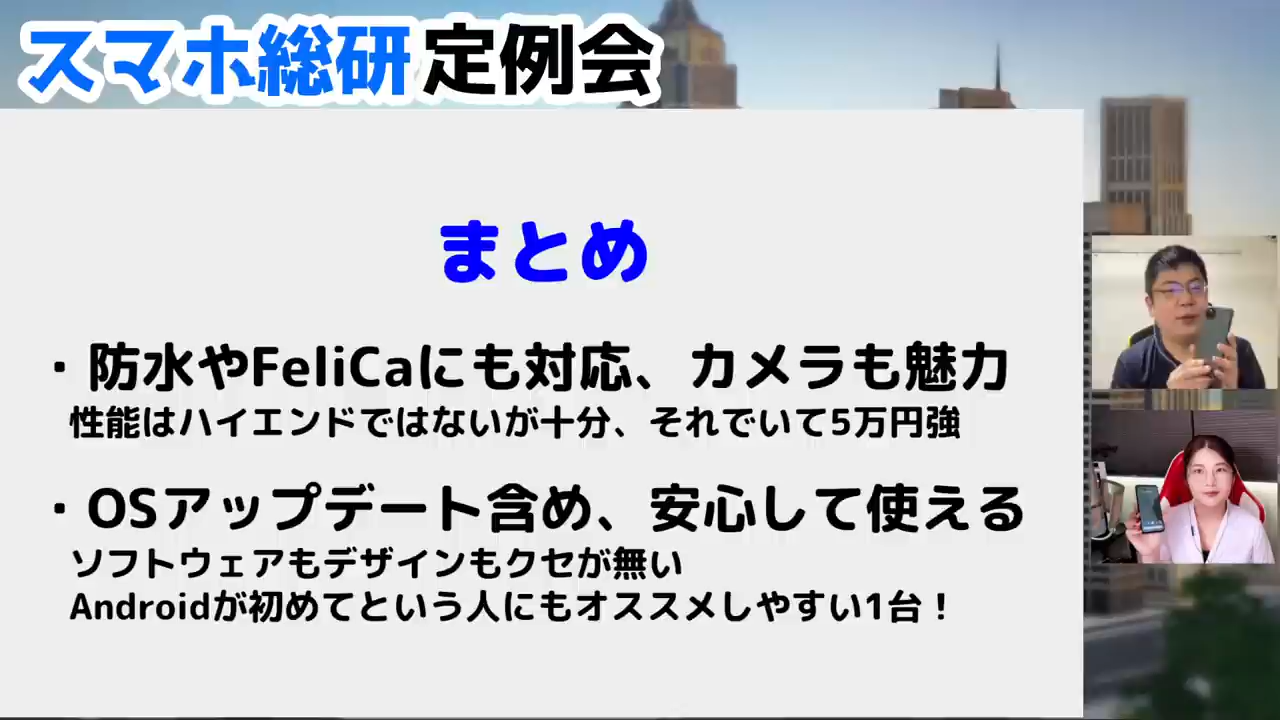 スマホ総研定例会
まとめ
・防水やFeliCaにも対応、カメラも魅力
性能はハイエンドではないが十分、それでいて5万円強
・OSアップデート含め、安心して使える
ソフトウェアもデザインもクセが無い
Androidが初めてという人にもオススメしやすい1台！